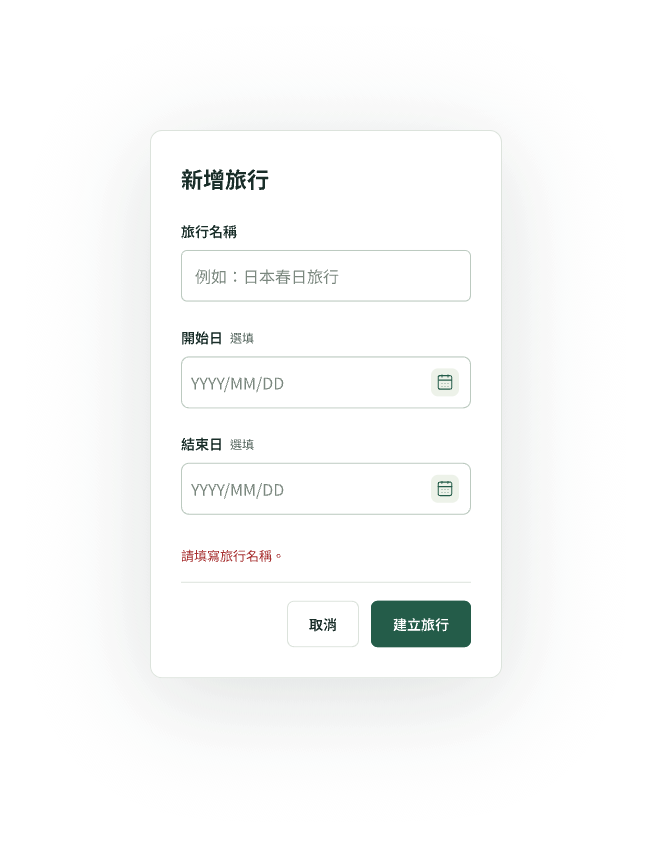 新增旅行
旅行名稱
例如：日本春日旅行
開始日 選填
YYYY/MM/DD
結束日 選填
YYYY/MM/DD
請填寫旅行名稱。
取消 建立旅行